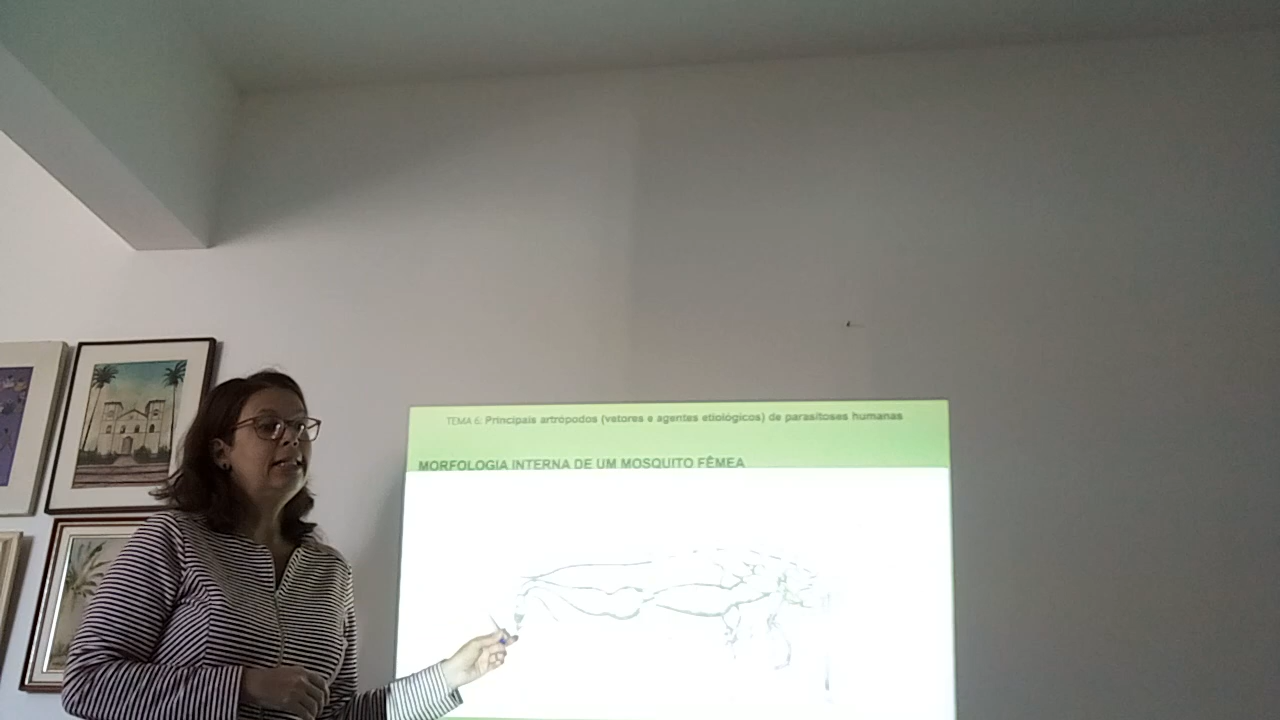 TEMA 6: Principais artrópodos (vetores e agentes etiológicos) de parasitoses humanas
MORFOLOGIA INTERNA DE UM MOSQUITO FÊMEA